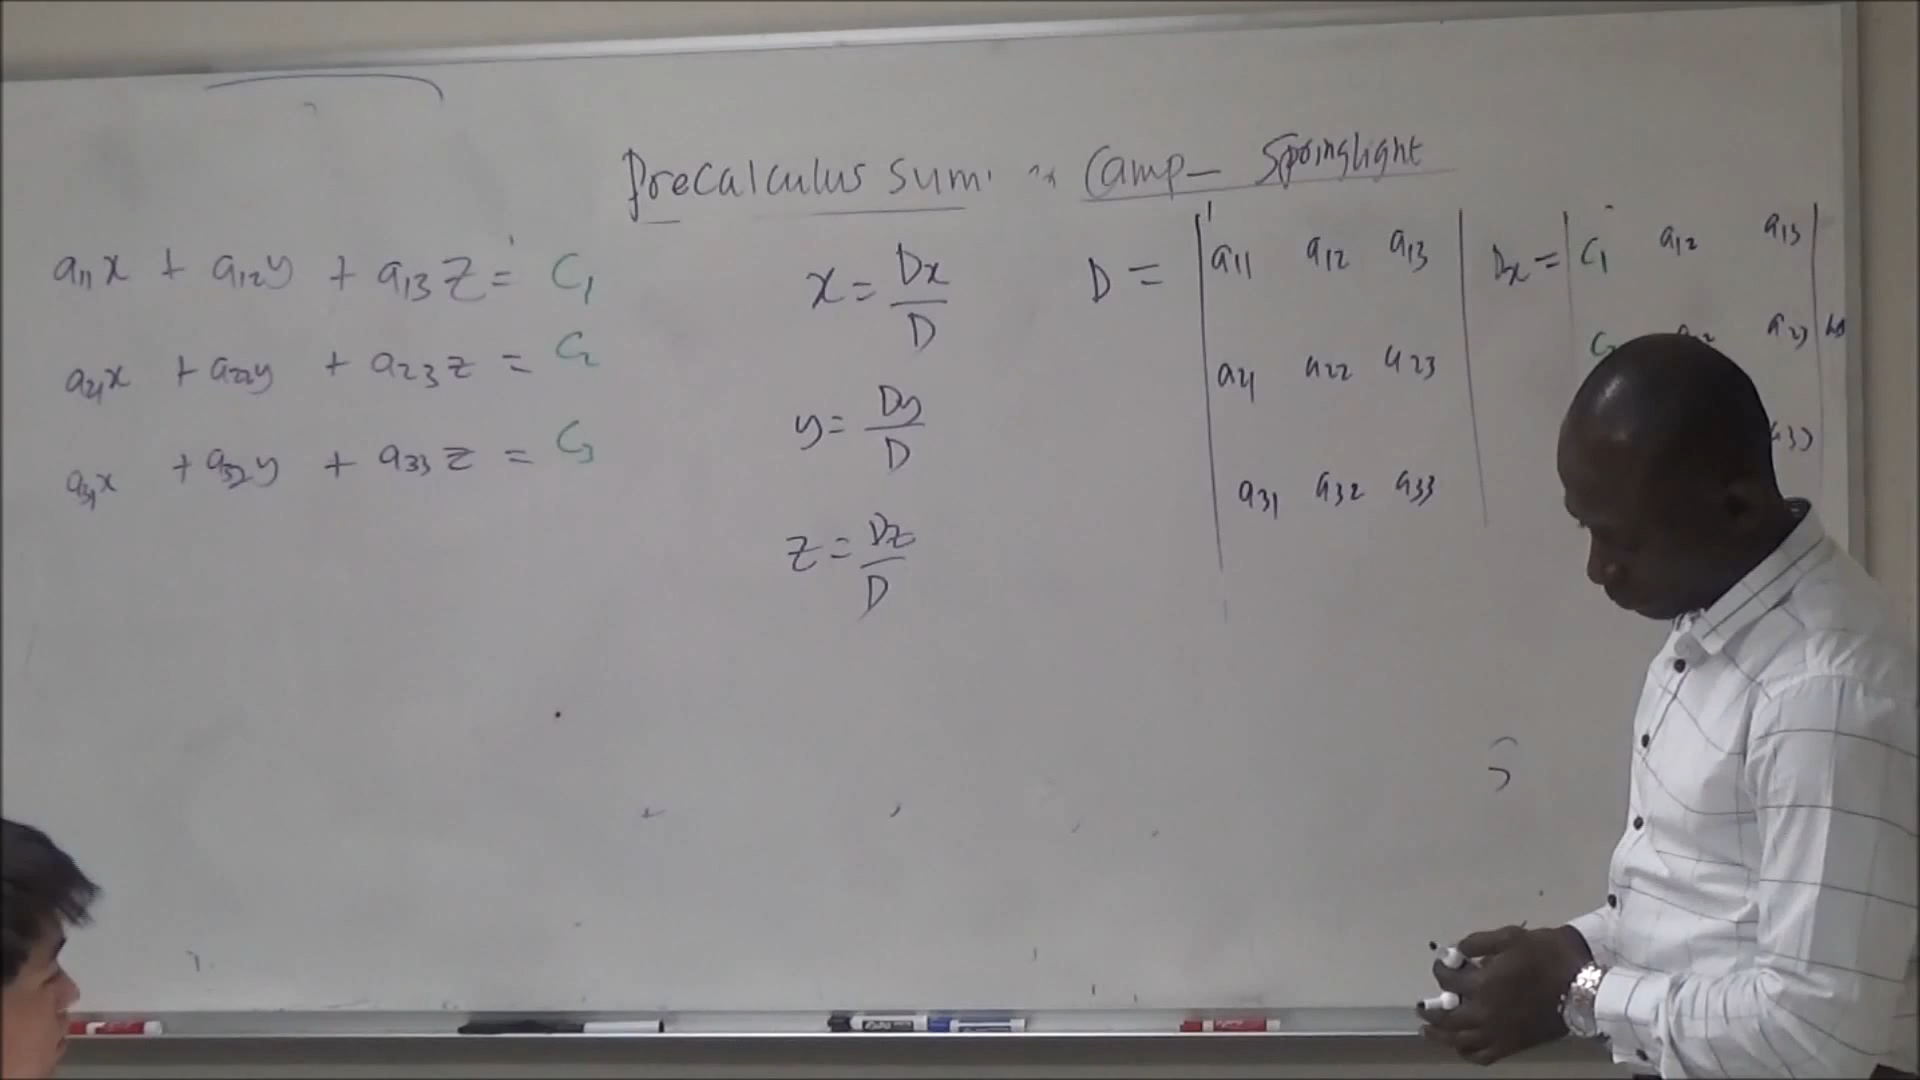 Precalculus Sum Camp - Springlight
a11x + a12y + a13z = C1
a21x + a22y + a23z = C2
a31x + a32y + a33z = C3
x = Dx/D
y = Dy/D
z = Dz/D
D = | a11 a12 a13 |
a21 a22 a23
a31 a32 a33
Dx = | C1 a12 a13 |
a23